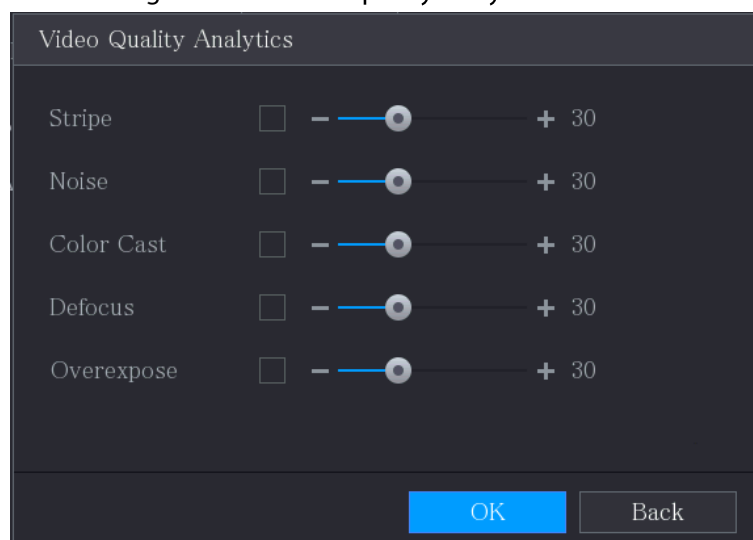 Video Quality Analytics
Stripe 30
Noise 30
Color Cast 30
Defocus 30
Overexpose 30
OK Back